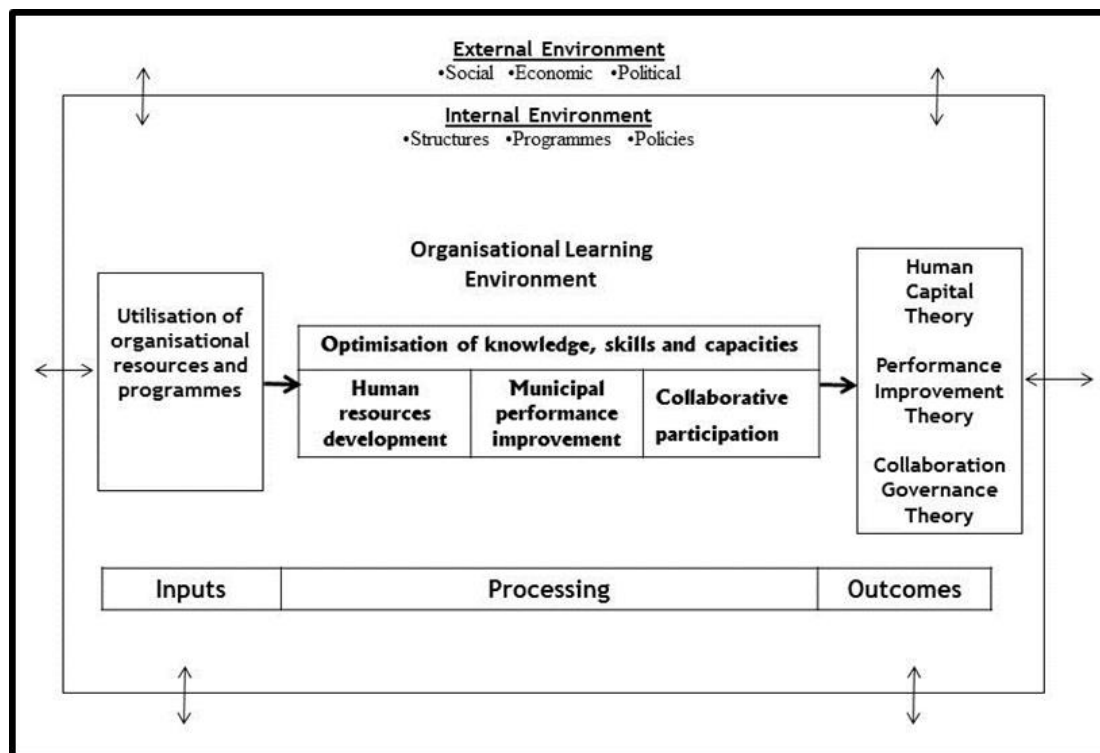 External Environment
•Social •Economic •Political
Internal Environment
•Structures •Programmes •Policies
Organisational Learning
Environment
Utilisation of
organisational
resources and
programmes
Optimisation of knowledge, skills and capacities
Human
resources
development
Municipal
performance
improvement
Collaborative
participation
Human
Capital
Theory
Performance
Improvement
Theory
Collaboration
Governance
Theory
Inputs
Processing
Outcomes